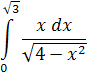 ∫₀^√3 x dx / √(4 − x²)